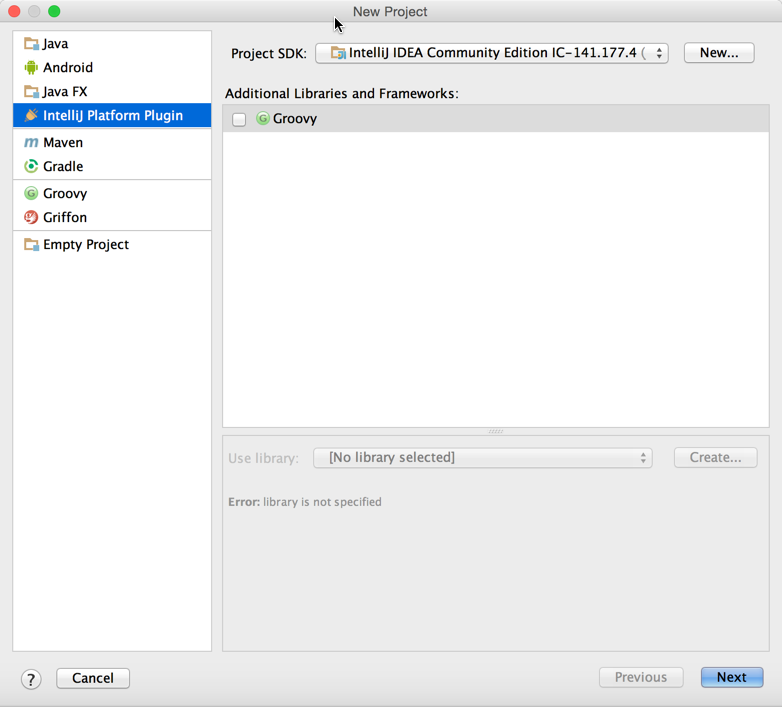 New Project
Java
Android
Java FX
IntelliJ Platform Plugin
Maven
Gradle
Groovy
Griffon
Empty Project
Project SDK: IntelliJ IDEA Community Edition IC-141.177.4 ( New...
Additional Libraries and Frameworks:
Groovy
Use library: [No library selected] Create...
Error: library is not specified
? Cancel Previous Next